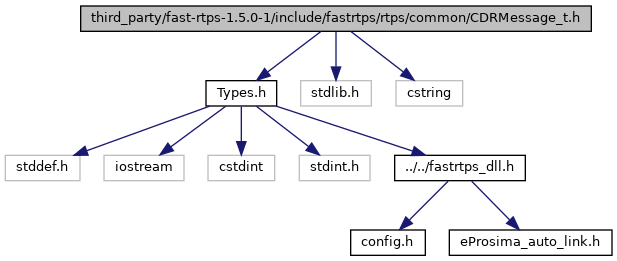 third_party/fast-rtps-1.5.0-1/include/fastrtps/rtps/common/CDRMessage_t.h
Types.h
stdlib.h
cstring
stddef.h
iostream
cstdint
stdint.h
../../fastrtps_dll.h
config.h
eProsima_auto_link.h